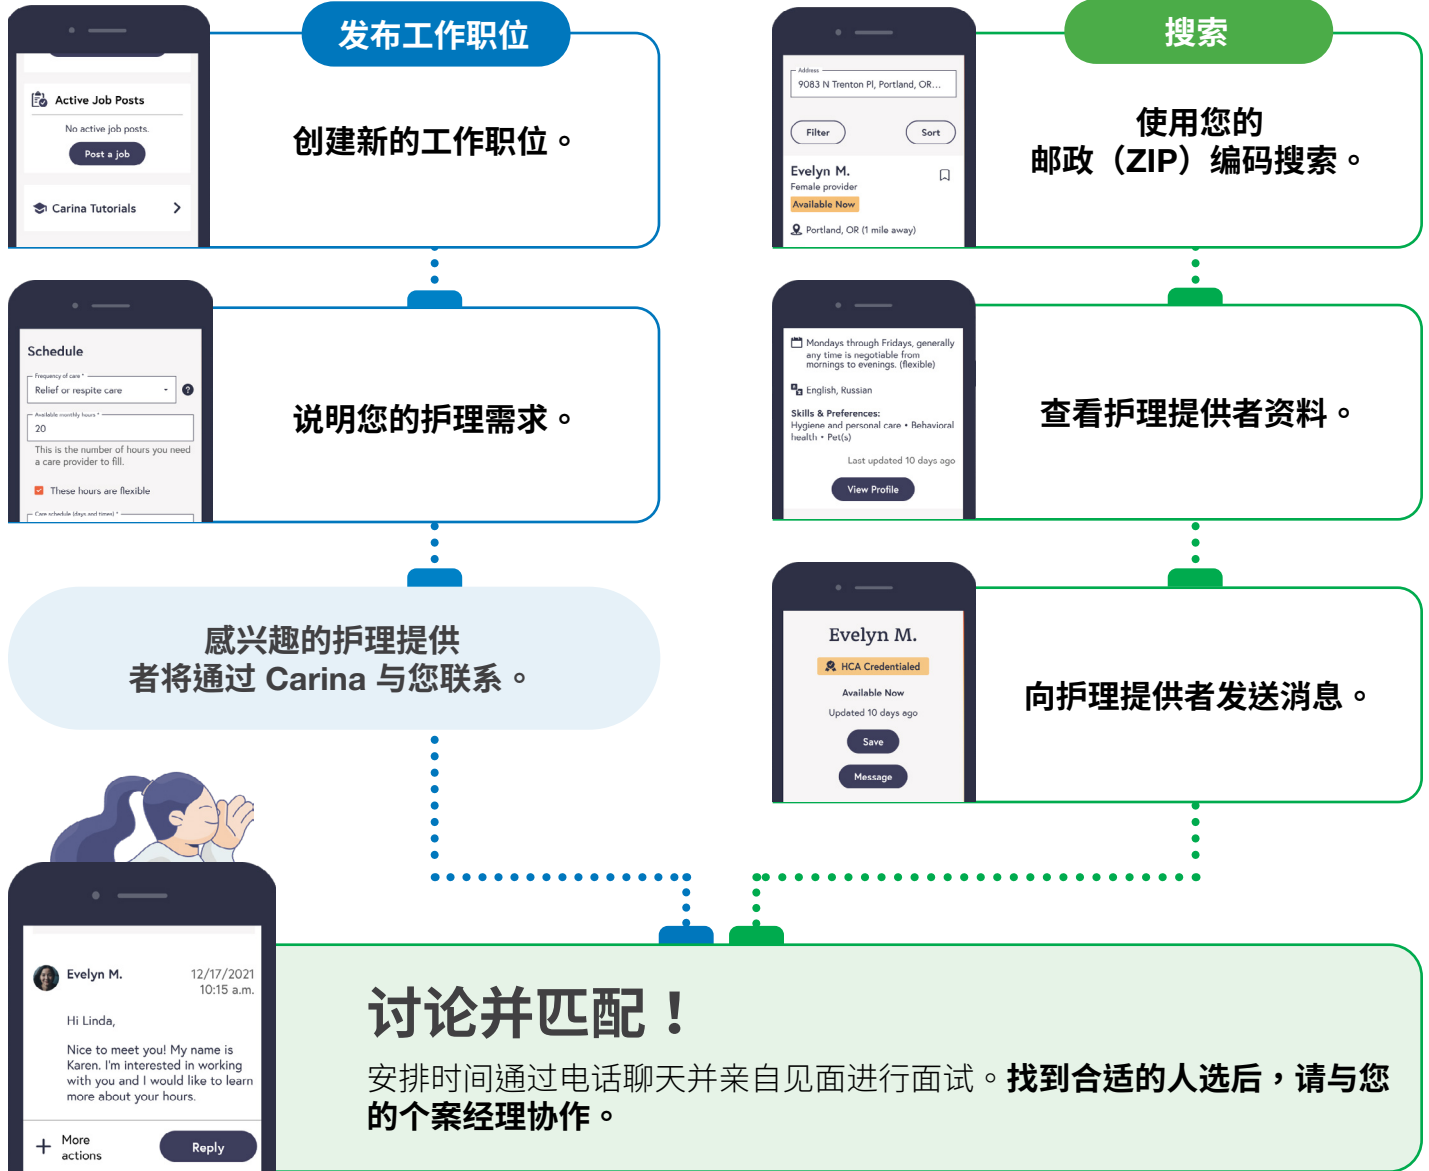 发布工作职位
Active Job Posts
No active job posts.
Post a job
Carina Tutorials
创建新的工作职位。
Schedule
Frequency of care *
Relief or respite care
Available monthly hours *
20
This is the number of hours you need
a care provider to fill.
These hours are flexible
Care schedule (days and times) *
说明您的护理需求。
感兴趣的护理提供
者将通过 Carina 与您联系。
搜索
Address
9083 N Trenton Pl, Portland, OR...
Filter
Sort
Evelyn M.
Female provider
Available Now
Portland, OR (1 mile away)
使用您的
邮政（ZIP）编码搜索。
Mondays through Fridays, generally
any time is negotiable from
mornings to evenings. (flexible)
English, Russian
Skills & Preferences:
Hygiene and personal care • Behavioral
health • Pet(s)
Last updated 10 days ago
View Profile
查看护理提供者资料。
Evelyn M.
HCA Credentialed
Available Now
Updated 10 days ago
Save
Message
向护理提供者发送消息。
Evelyn M.
12/17/2021
10:15 a.m.
Hi Linda,
Nice to meet you! My name is
Karen. I'm interested in working
with you and I would like to learn
more about your hours.
More
actions
Reply
讨论并匹配！
安排时间通过电话聊天并亲自见面进行面试。找到合适的人选后，请与您
的个案经理协作。